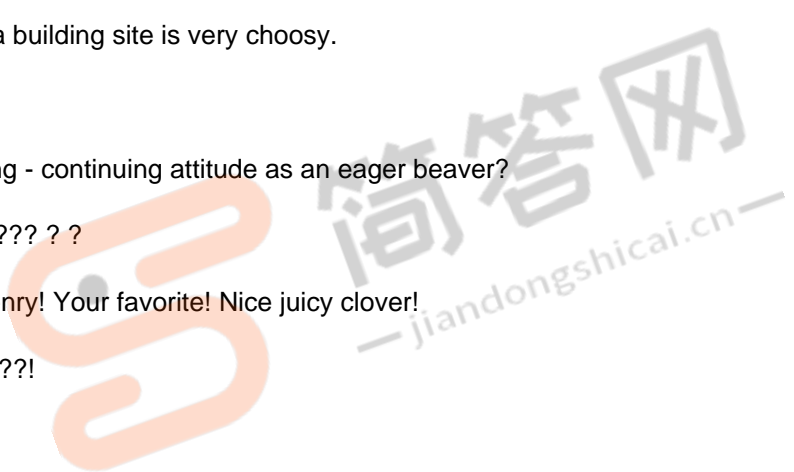 a building site is very choosy.
ng - continuing attitude as an eager beaver?
??? ? ?
nry! Your favorite! Nice juicy clover!
??!
简答网
jiandongshicai.cn